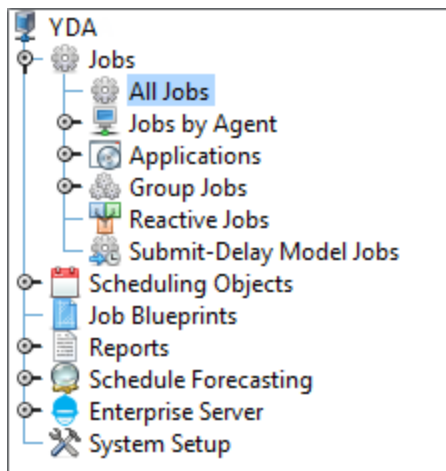 YDA
Jobs
All Jobs
Jobs by Agent
Applications
Group Jobs
Reactive Jobs
Submit-Delay Model Jobs
Scheduling Objects
Job Blueprints
Reports
Schedule Forecasting
Enterprise Server
System Setup